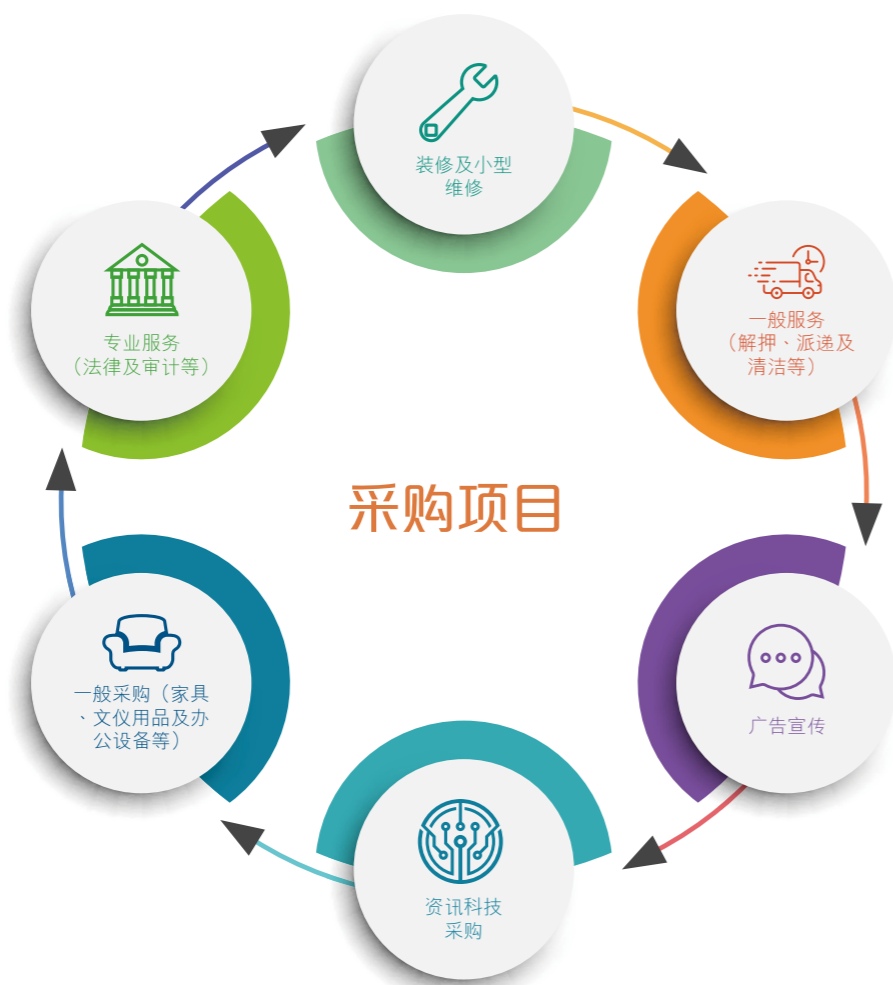 装修及小型
维修
一般服务
（解押、派递及
清洁等）
广告宣传
资讯科技
采购
一般采购（家具
、文仪用品及办
公设备等）
专业服务
（法律及审计等）
采购项目